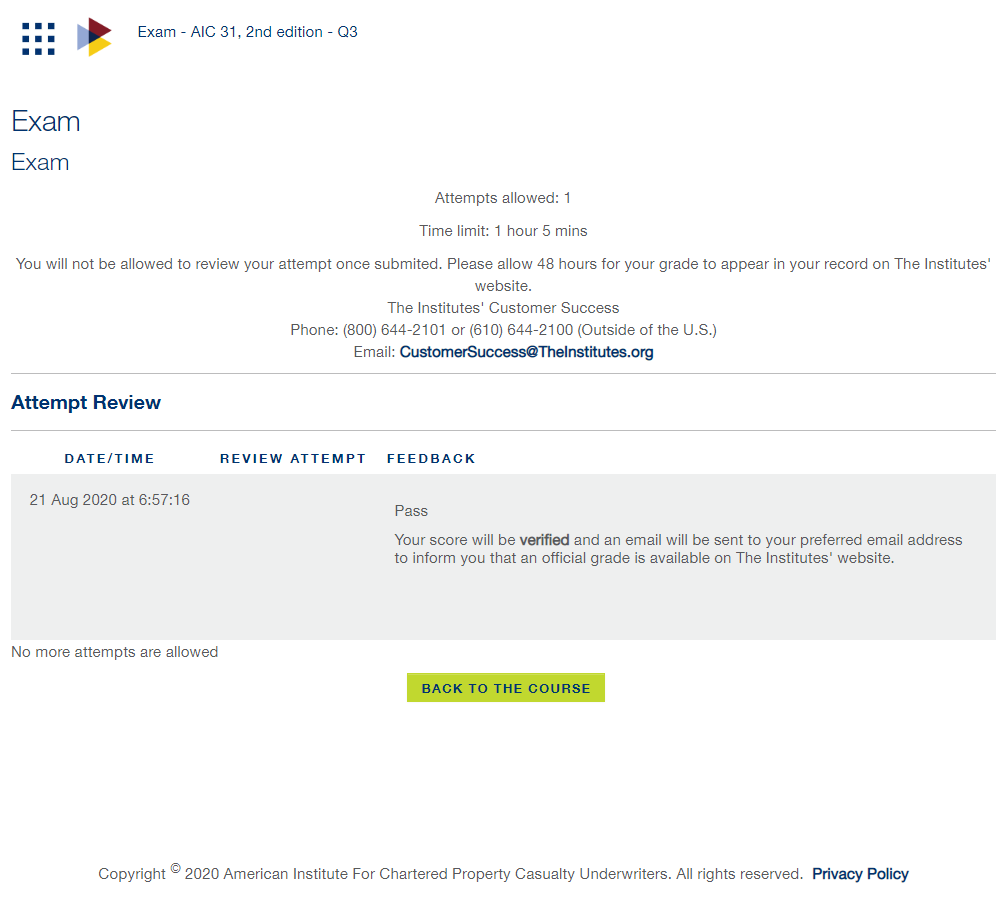 Exam - AIC 31, 2nd edition - Q3
Exam
Exam
Attempts allowed: 1
Time limit: 1 hour 5 mins
You will not be allowed to review your attempt once submited. Please allow 48 hours for your grade to appear in your record on The Institutes'
website.
The Institutes' Customer Success
Phone: (800) 644-2101 or (610) 644-2100 (Outside of the U.S.)
Email: CustomerSuccess@TheInstitutes.org
Attempt Review
DATE/TIME REVIEW ATTEMPT FEEDBACK
21 Aug 2020 at 6:57:16
Pass
Your score will be verified and an email will be sent to your preferred email address
to inform you that an official grade is available on The Institutes' website.
No more attempts are allowed
BACK TO THE COURSE
Copyright © 2020 American Institute For Chartered Property Casualty Underwriters. All rights reserved. Privacy Policy